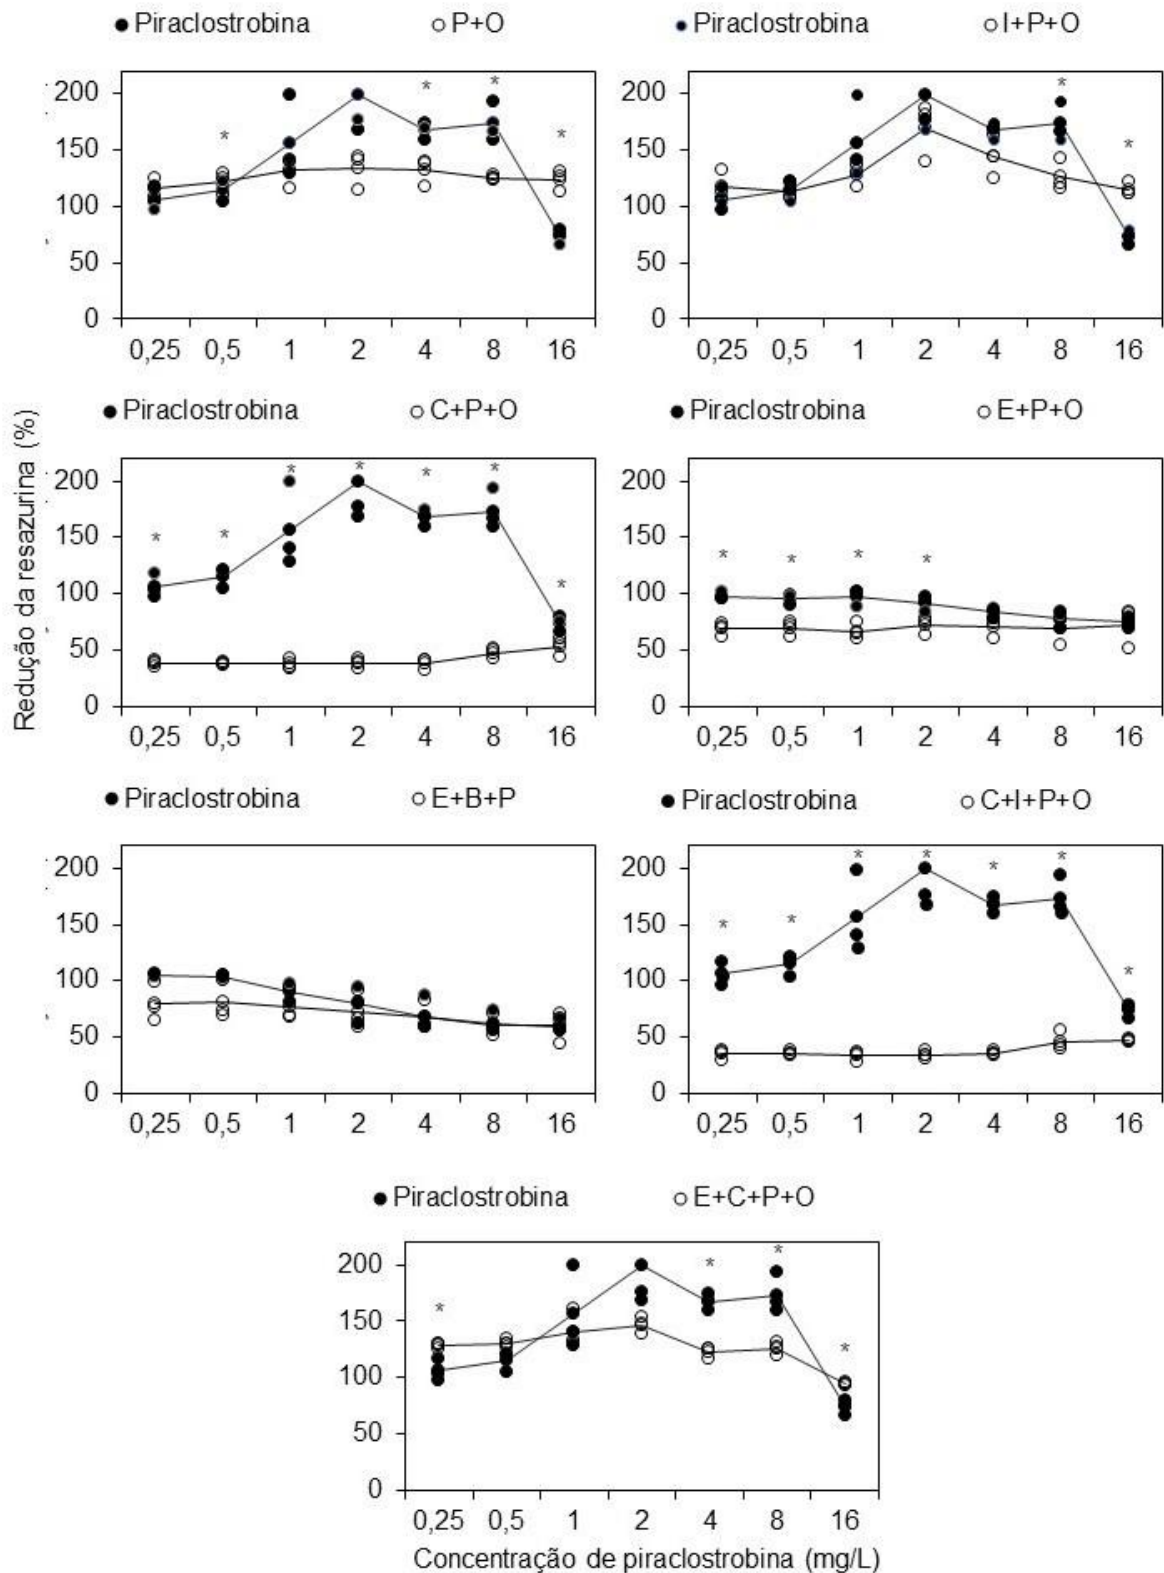 Piraclostrobina P+O
Piraclostrobina I+P+O
* * * *
200
150
100
50
0
0,25 0,5 1 2 4 8 16
* *
200
150
100
50
0
0,25 0,5 1 2 4 8 16
Redução da resazurina (%)
Piraclostrobina C+P+O
Piraclostrobina E+P+O
* * * * * * *
200
150
100
50
0
0,25 0,5 1 2 4 8 16
* * * *
200
150
100
50
0
0,25 0,5 1 2 4 8 16
Piraclostrobina E+B+P
Piraclostrobina C+I+P+O
200
150
100
50
0
0,25 0,5 1 2 4 8 16
* * * * * * *
200
150
100
50
0
0,25 0,5 1 2 4 8 16
Piraclostrobina E+C+P+O
* * * *
200
150
100
50
0
0,25 0,5 1 2 4 8 16
Concentração de piraclostrobina (mg/L)